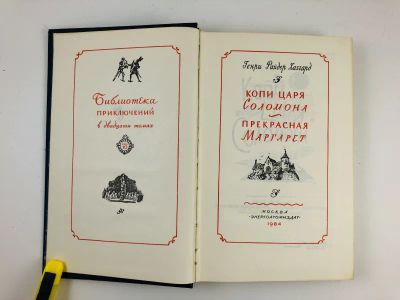 Библиотека
ПРИКЛЮЧЕНИЙ
в двадцати томах
Генри Райдер Хаггард
КОПИ ЦАРЯ
СОЛОМОНА
ПРЕКРАСНАЯ
МАРГАРЕТ
МОСКВА
"ЭНЕРГОАТОМИЗДАТ"
1984